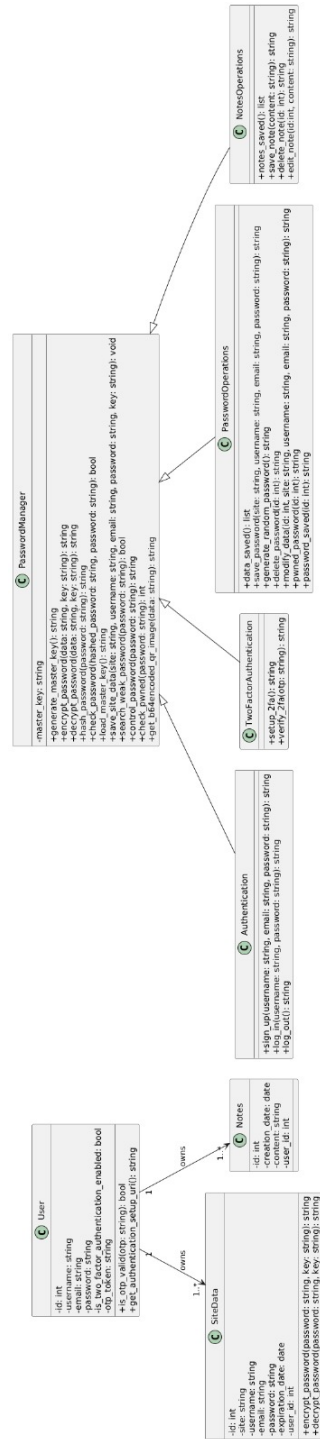 C User
-id: int
-username: string
-email: string
-password: string
-is_two_factor_authentication_enabled: bool
-otp_token: string
+is_otp_valid(otp: string): bool
+get_authentication_setup_uri(): string
1
owns
1..*
1
owns
1..*
C SiteData
-id: int
-site: string
-username: string
-email: string
-password: string
-expiration_date: date
-user_id: int
+encrypt_password(password: string, key: string): string
+decrypt_password(password: string, key: string): string
C Notes
-id: int
-creation_date: date
-content: string
-user_id: int
C PasswordManager
-master_key: string
+generate_master_key(): string
+encrypt_password(data: string, key: string): string
+decrypt_password(data: string, key: string): string
+hash_password(password: string): string
+check_password(hashed_password: string, password: string): bool
+load_master_key(): string
+save_site_data(site: string, username: string, email: string, password: string, key: string): void
+search_weak_password(password: string): bool
+control_password(password: string): string
+check_pwned(password: string): int
+get_b64encoded_qr_image(data: string): string
C Authentication
+sign_up(username: string, email: string, password: string): string
+log_in(username: string, password: string): string
+log_out(): string
C TwoFactorAuthentication
+setup_2fa(): string
+verify_2fa(otp: string): string
C PasswordOperations
+data_saved(): list
+save_password(site: string, username: string, email: string, password: string): string
+generate_random_password(): string
+delete_password(id: int): string
+modify_data(id: int, site: string, username: string, email: string, password: string): string
+pwned_password(id: int): string
+password_saved(id: int): string
C NotesOperations
+notes_saved(): list
+save_note(content: string): string
+delete_note(id: int): string
+edit_note(id:int, content: string): string